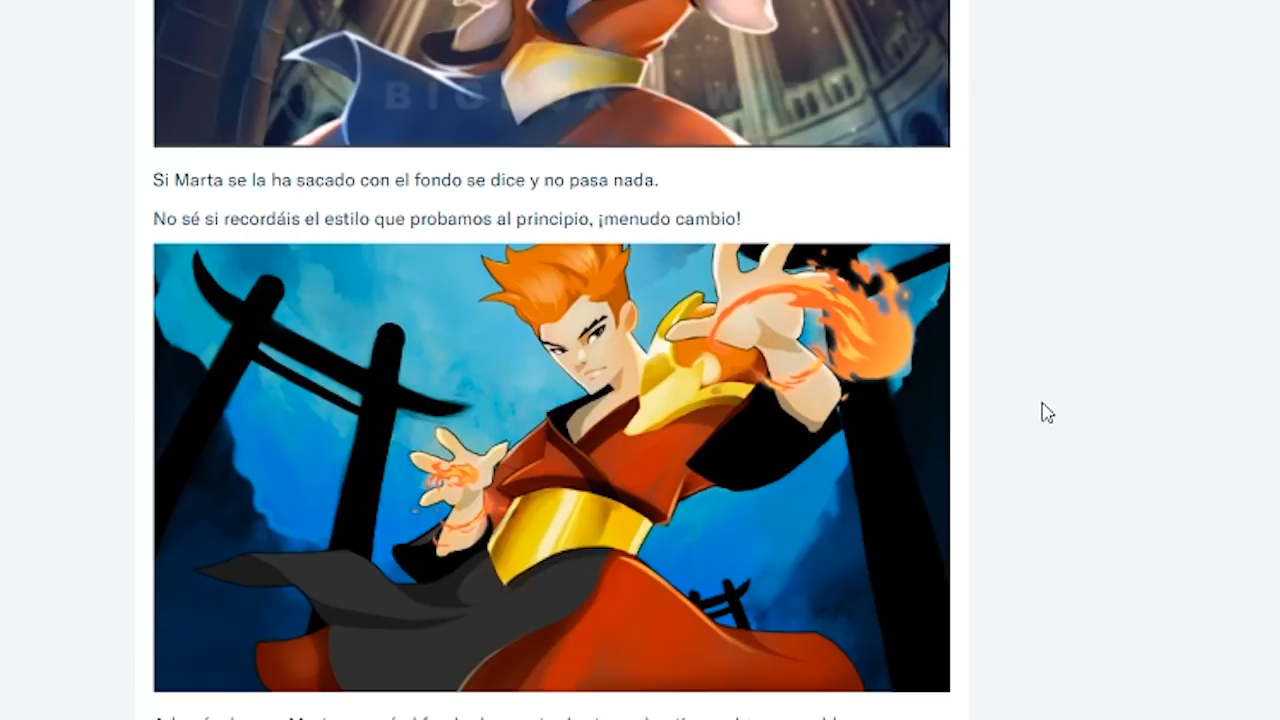 Si Marta se la ha sacado con el fondo se dice y no pasa nada.
No sé si recordáis el estilo que probamos al principio, ¡menudo cambio!